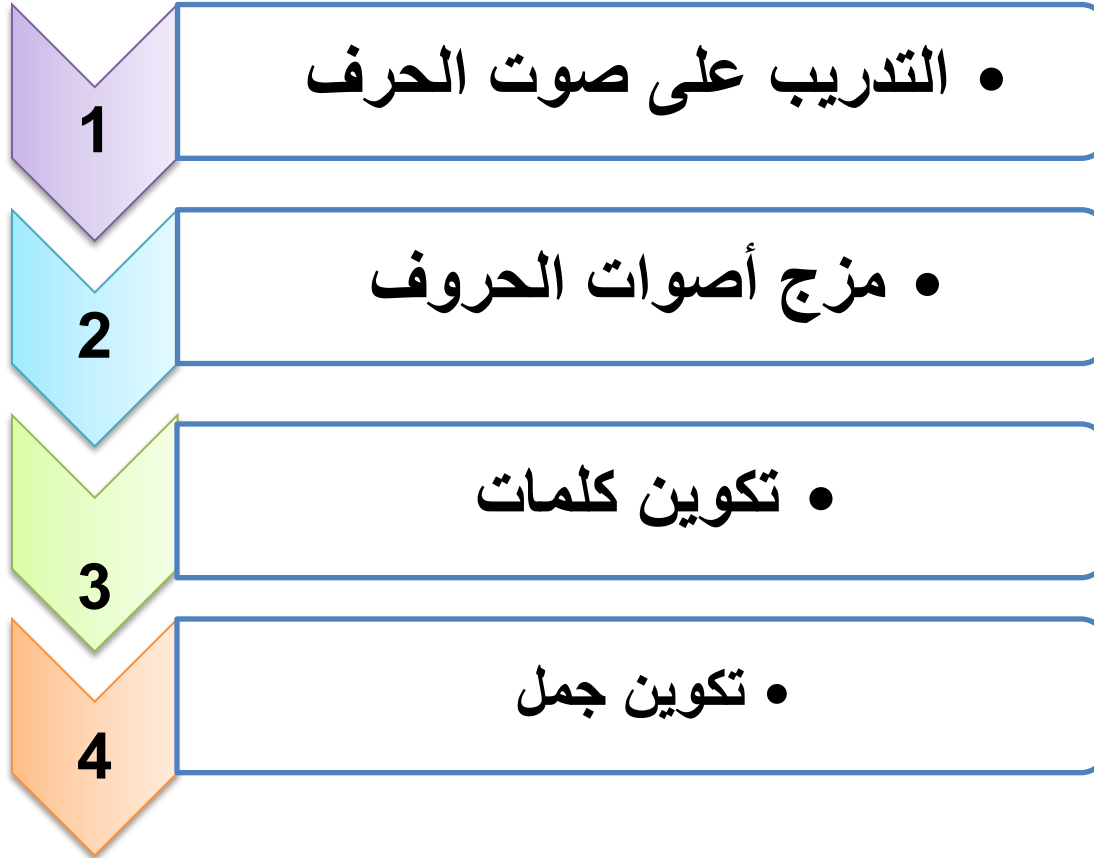 1
• التدريب على صوت الحرف
2
• مزج أصوات الحروف
3
• تكوين كلمات
4
• تكوين جمل